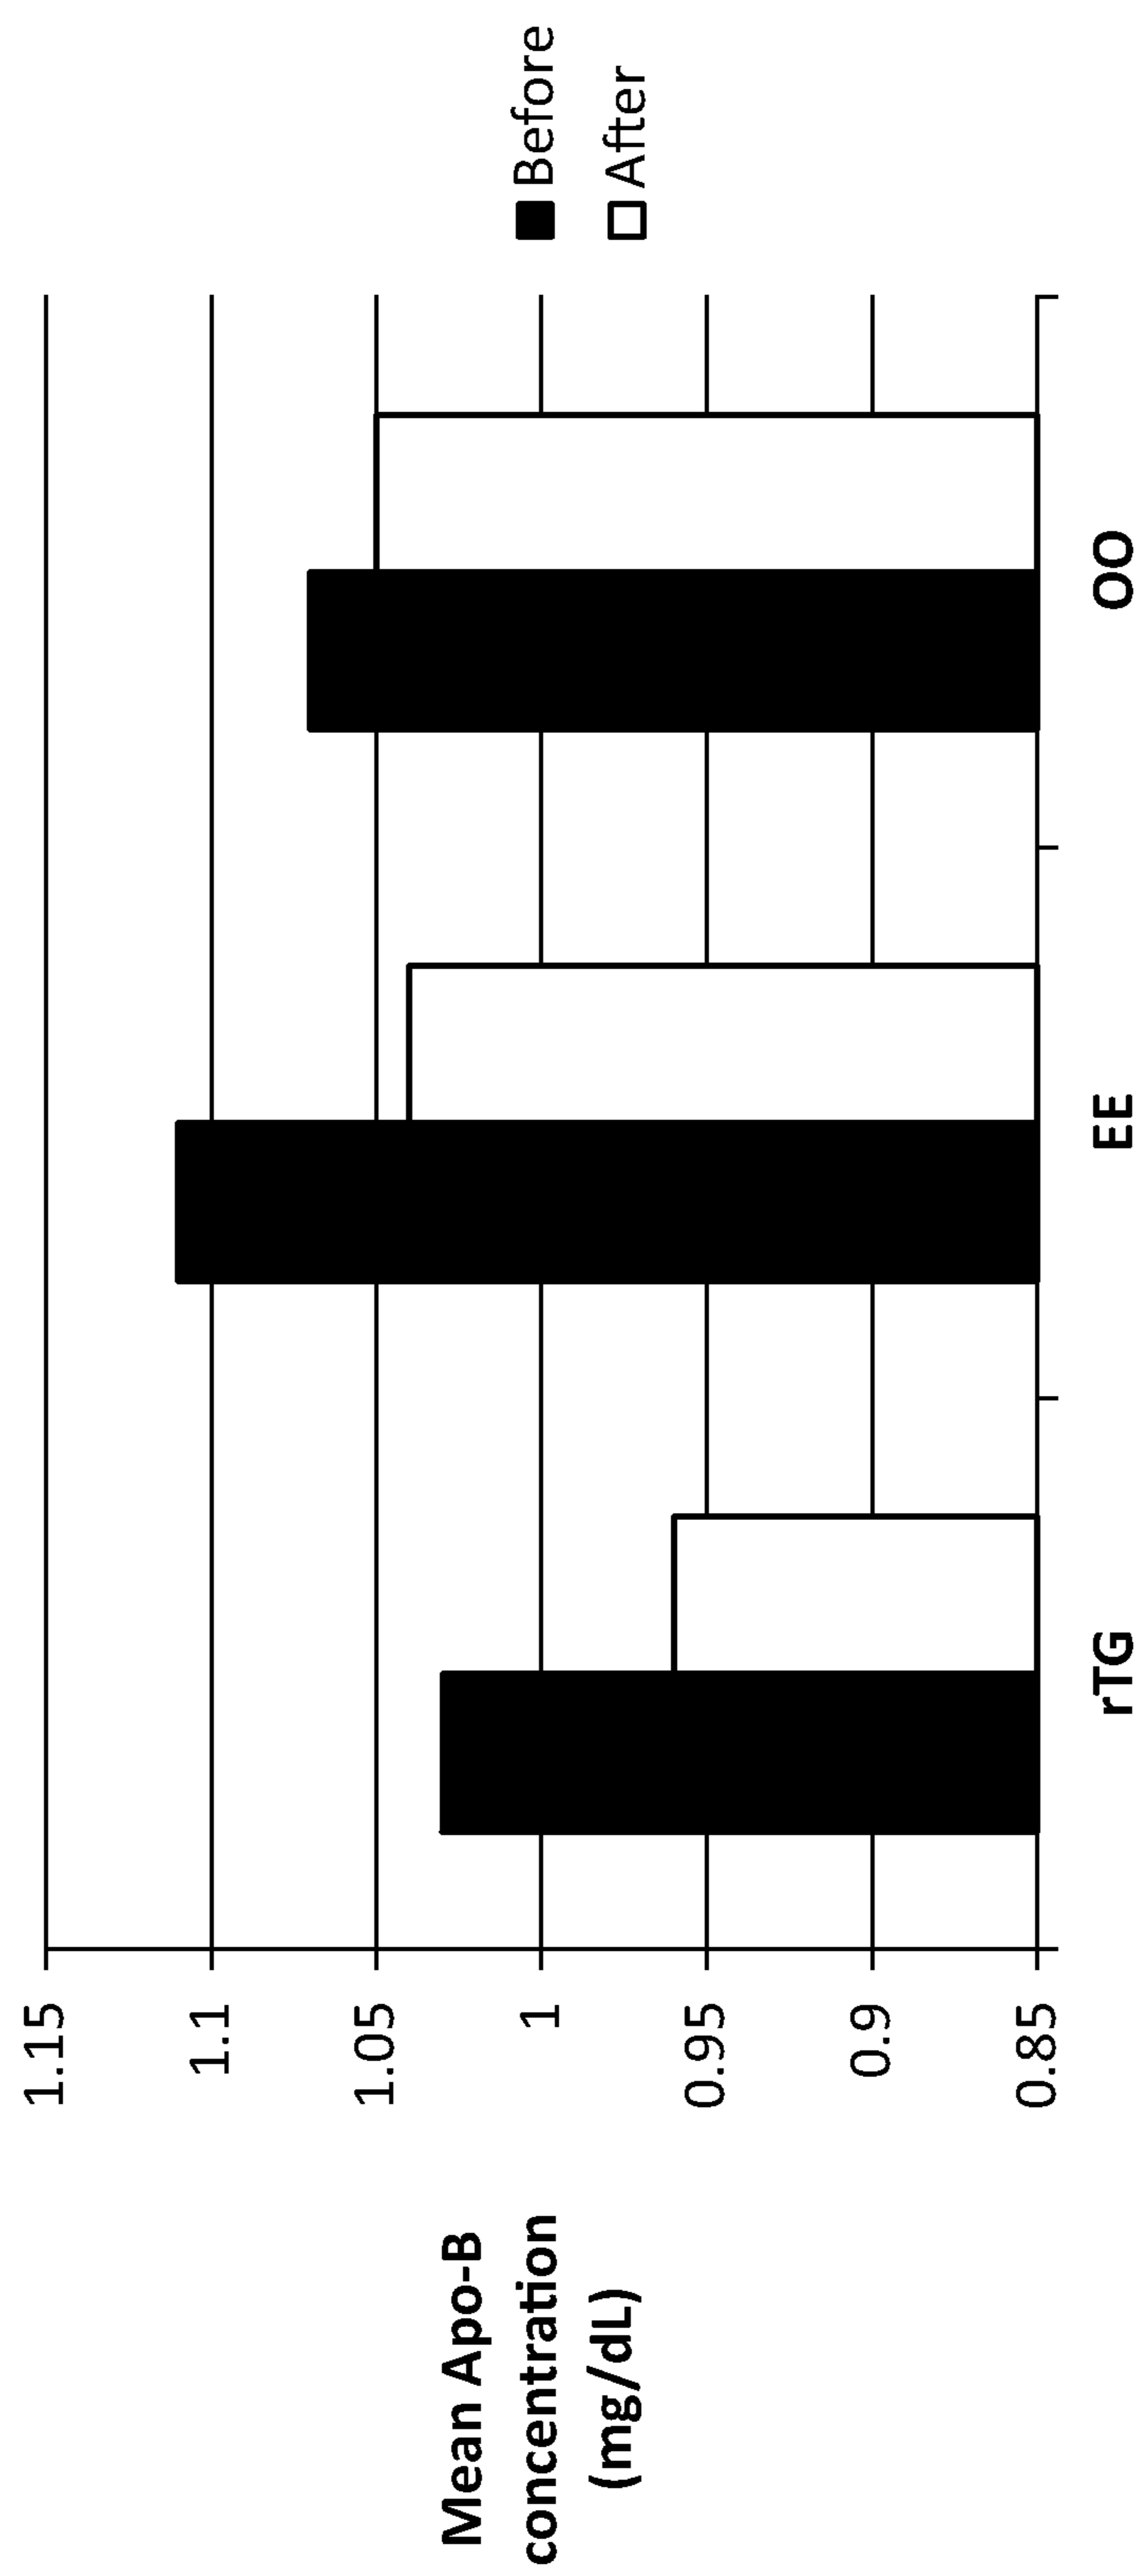 Mean Apo-B
concentration
(mg/dL)
1.15
1.1
1.05
1
0.95
0.9
0.85
rTG
EE
OO
Before
After